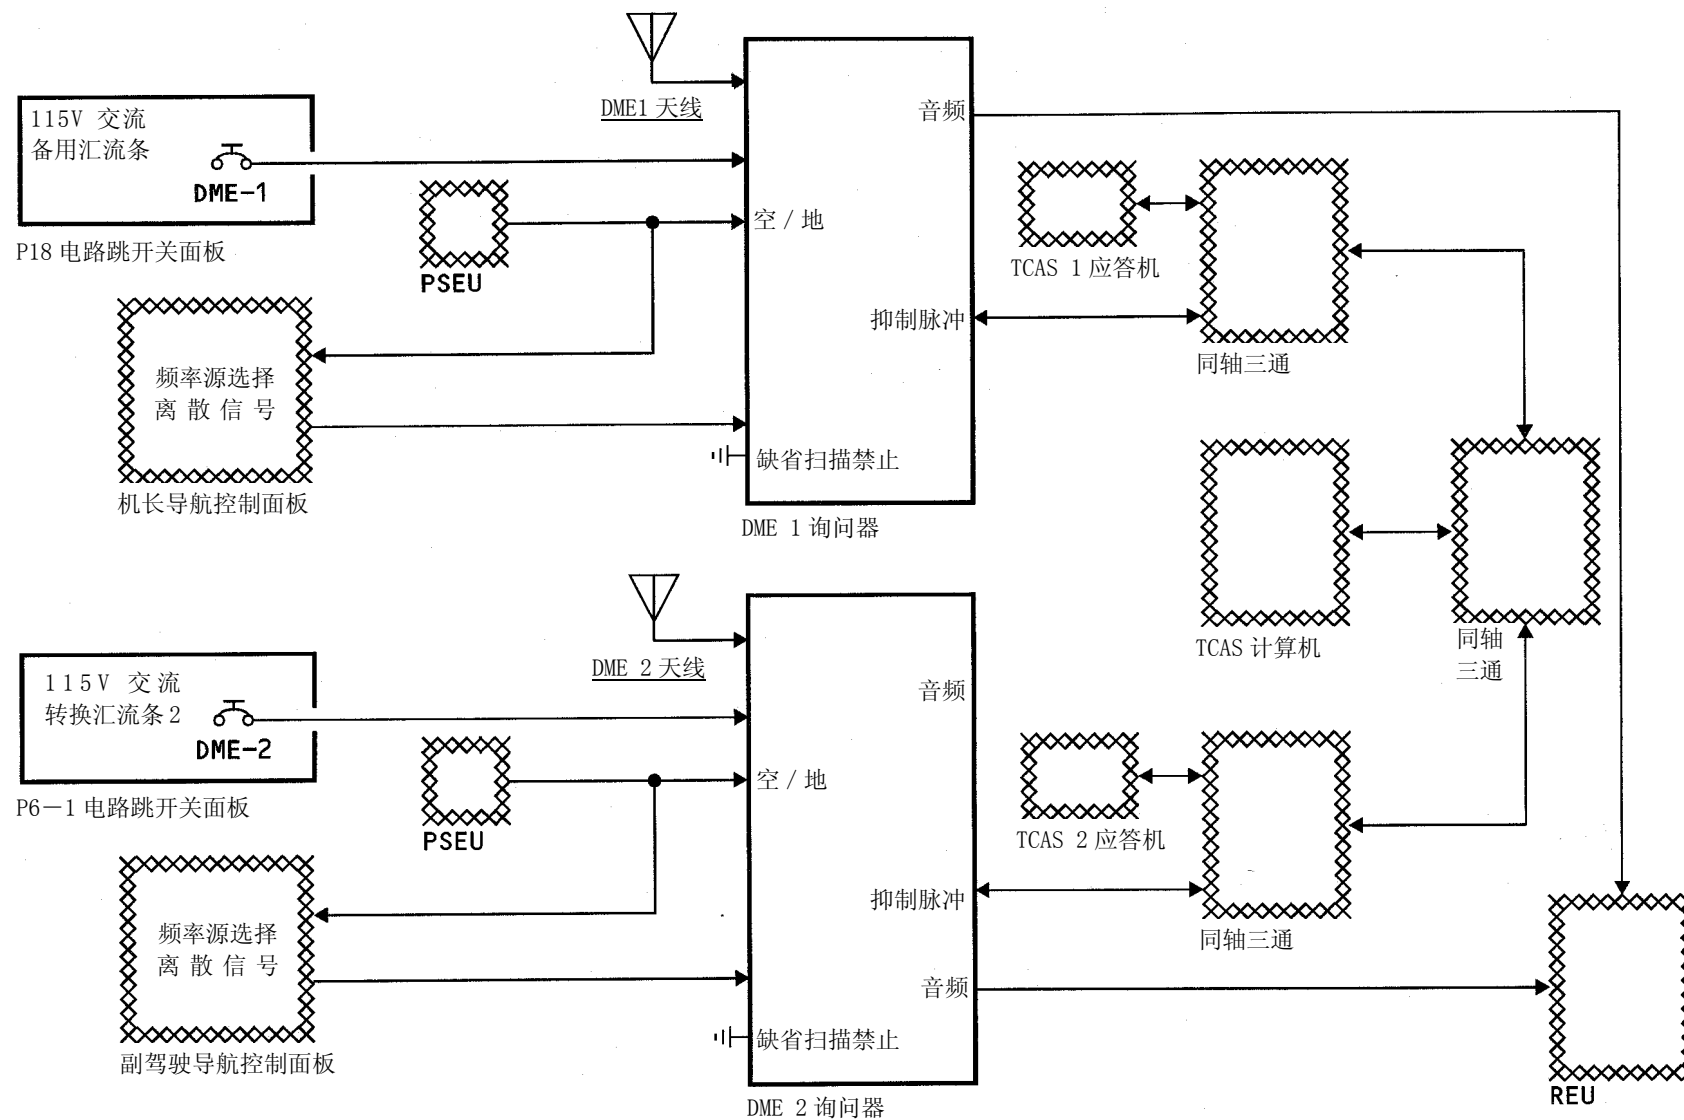 DME1 天线
115V 交流
备用汇流条
DME-1
P18 电路跳开关面板
PSEU
频率源选择
离散信号
机长导航控制面板
音频
空/地
抑制脉冲
缺省扫描禁止
DME 1 询问器
TCAS 1 应答机
同轴三通
TCAS 计算机
同轴
三通
DME 2 天线
115V 交流
转换汇流条2
DME-2
P6-1 电路跳开关面板
PSEU
频率源选择
离散信号
副驾驶导航控制面板
音频
空/地
抑制脉冲
音频
缺省扫描禁止
DME 2 询问器
TCAS 2 应答机
同轴三通
REU